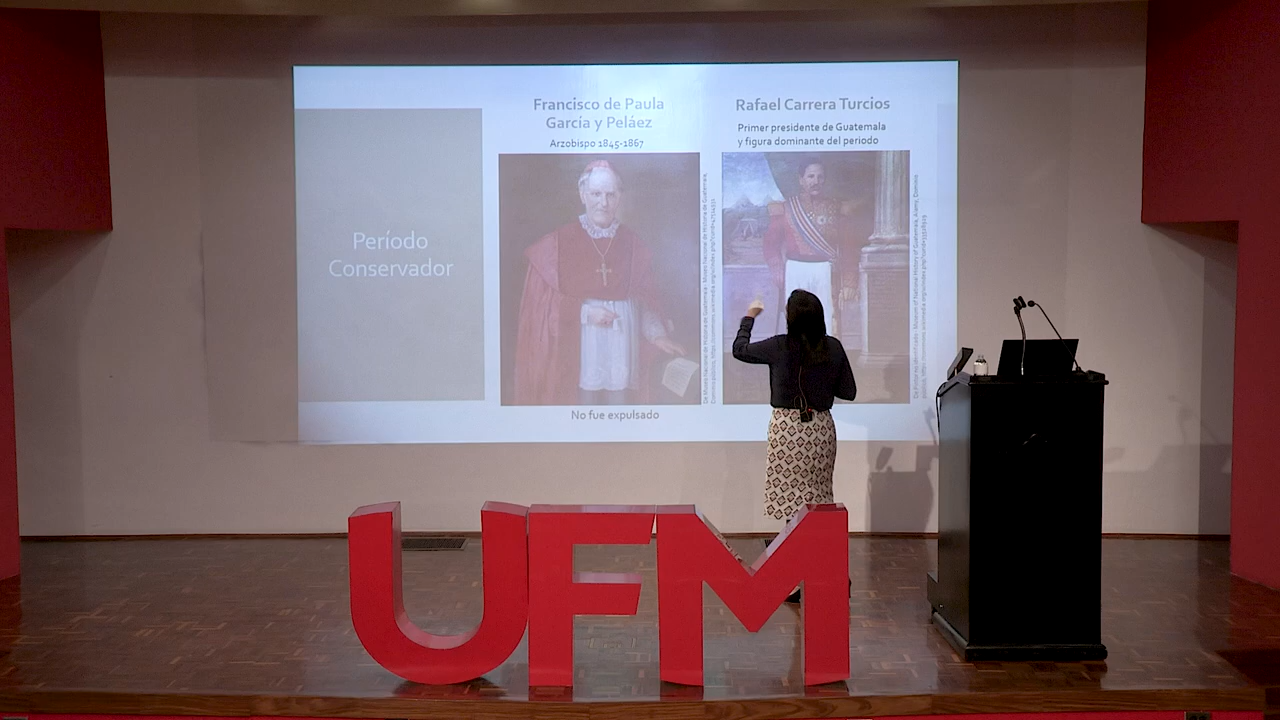 Período
Conservador
Francisco de Paula
García y Peláez
Arzobispo 1845-1867
No fue expulsado
Rafael Carrera Turcios
Primer presidente de Guatemala
y figura dominante del periodo
UFM